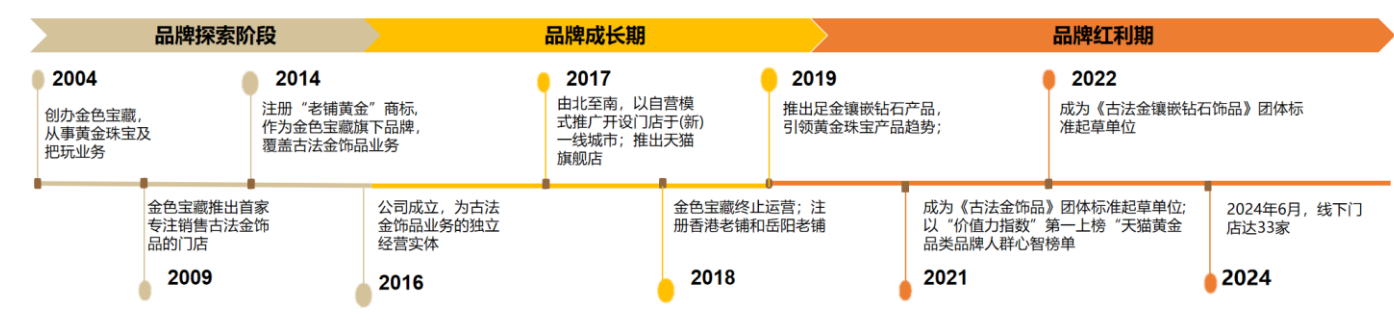 品牌探索阶段
品牌成长期
品牌红利期
2004
创办金色宝藏,
从事黄金珠宝及
把玩业务
2014
注册“老铺黄金”商标,
作为金色宝藏旗下品牌,
覆盖古法金饰品业务
2017
由北至南，以自营模
式推广开设门店于(新)
一线城市；推出天猫
旗舰店
2019
推出足金镶嵌钻石产品，
引领黄金珠宝产品趋势；
2022
成为《古法金镶嵌钻石饰品》团体标
准起草单位
金色宝藏推出首家
专注销售古法金饰
品的门店
2009
公司成立，为古法
金饰品业务的独立
经营实体
2016
金色宝藏终止运营；注
册香港老铺和岳阳老铺
2018
成为《古法金饰品》团体标准起草单位;
以“价值力指数”第一上榜“天猫黄金
品类品牌人群心智榜单
2021
2024年6月，线下门
店达33家
2024